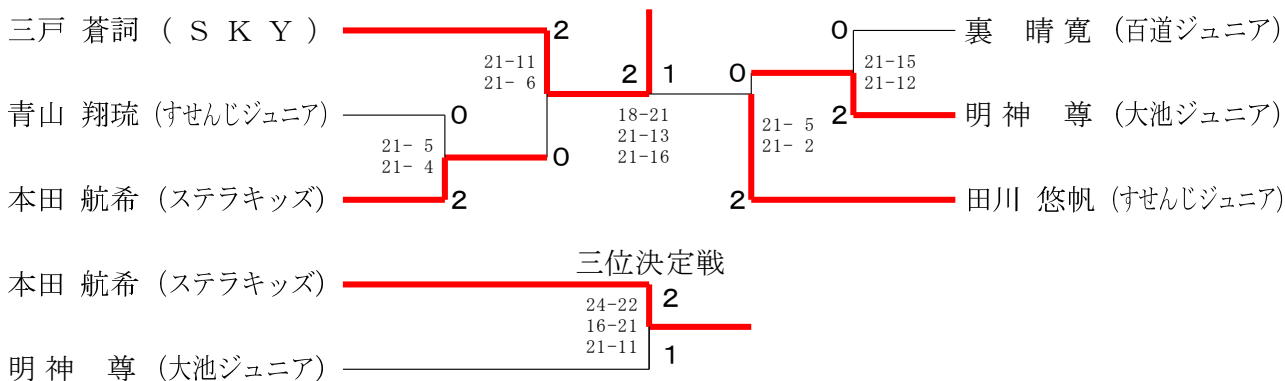 三戸 蒼詞 ( S K Y ) 2 0 裏 晴寛 (百道ジュニア)
21-11 2 1 0 21-15
21- 6 21-12
青山 翔琉 (すせんじジュニア) 0 18-21 21- 5 2 明神 尊 (大池ジュニア)
21- 5 21-13 21- 2
21- 4 0 21-16
本田 航希 (ステラキッズ) 2 2 田川 悠帆 (すせんじジュニア)
三位決定戦
本田 航希 (ステラキッズ) 24-22 2
16-21
21-11 1
明神 尊 (大池ジュニア)